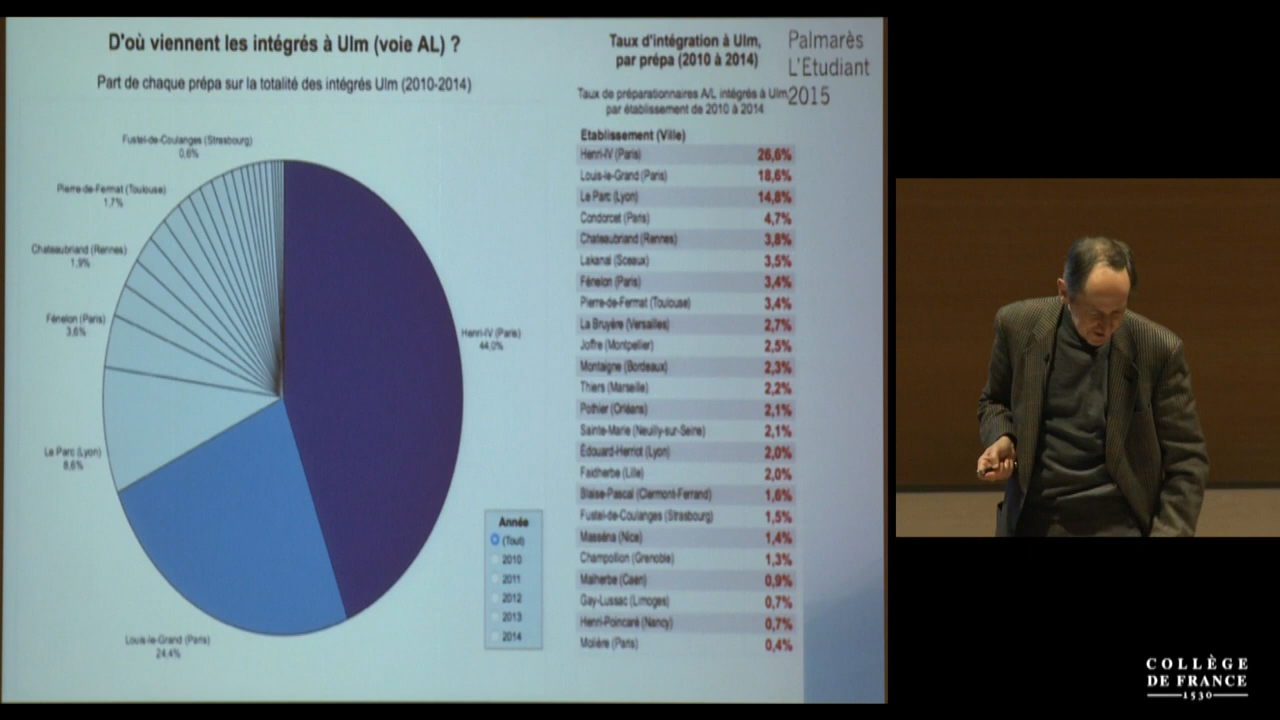 D'où viennent les intégrés à Ulm (voie AL) ?
Part de chaque prépa sur la totalité des intégrés Ulm (2010-2014)
Fustel-de-Coulanges (Strasbourg)
0,6%
Pierre-de-Fermat (Toulouse)
1,7%
Chateaubriand (Rennes)
1,9%
Fénelon (Paris)
3,6%
Le Parc (Lyon)
8,6%
Louis-le-Grand (Paris)
24,4%
Henri-IV (Paris)
44,0%
Année
(Tout)
2010
2011
2012
2013
2014
Taux d'intégration à Ulm,
par prépa (2010 à 2014)
Palmarès
L'Etudiant
2015
Taux de préparationnaires A/L intégrés à Ulm
par établissement de 2010 à 2014
Etablissement (Ville)
Henri-IV (Paris) 26,6%
Louis-le-Grand (Paris) 18,6%
Le Parc (Lyon) 14,8%
Condorcet (Paris) 4,7%
Chateaubriand (Rennes) 3,8%
Lakanal (Sceaux) 3,5%
Fénelon (Paris) 3,4%
Pierre-de-Fermat (Toulouse) 3,4%
La Bruyère (Versailles) 2,7%
Joffre (Montpellier) 2,5%
Montaigne (Bordeaux) 2,3%
Thiers (Marseille) 2,2%
Pothier (Orléans) 2,1%
Sainte-Marie (Neuilly-sur-Seine) 2,1%
Édouard-Herriot (Lyon) 2,0%
Faidherbe (Lille) 2,0%
Blaise-Pascal (Clermont-Ferrand) 1,6%
Fustel-de-Coulanges (Strasbourg) 1,5%
Masséna (Nice) 1,4%
Champollion (Grenoble) 1,3%
Malherbe (Caen) 0,9%
Gay-Lussac (Limoges) 0,7%
Henri-Poincaré (Nancy) 0,7%
Molière (Paris) 0,4%
COLLÈGE
DE FRANCE
1530